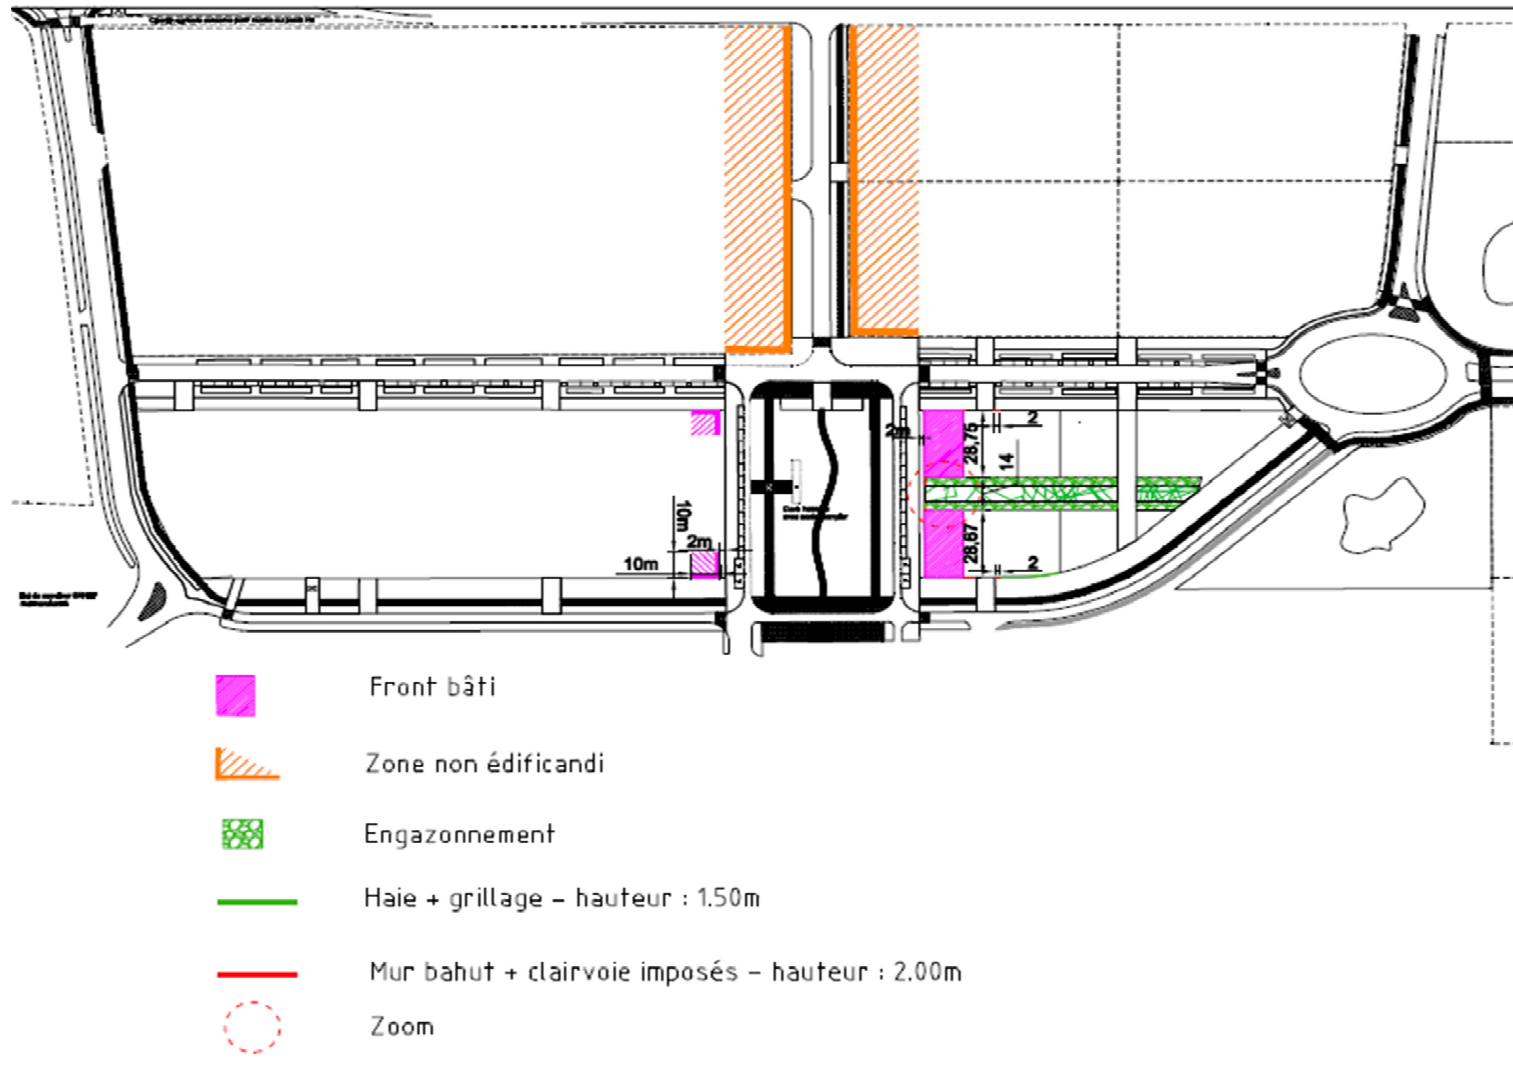 2m
28,75
2
14
10m
2m
10m
28,67
2
Front bâti
Zone non édificandi
Engazonnement
Haie + grillage - hauteur : 1.50m
Mur bahut + clairvoie imposés - hauteur : 2.00m
Zoom